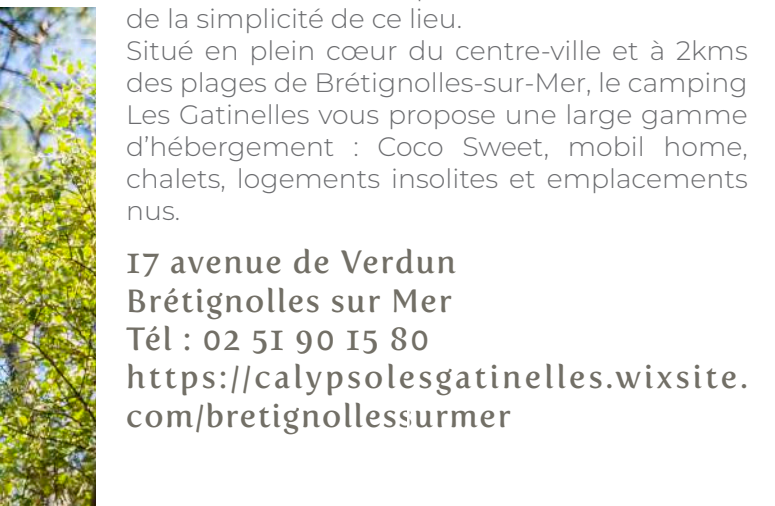 de la simplicité de ce lieu.
Situé en plein cœur du centre-ville et à 2kms
des plages de Brétignolles-sur-Mer, le camping
Les Gatinelles vous propose une large gamme
d’hébergement : Coco Sweet, mobil home,
chalets, logements insolites et emplacements
nus.
17 avenue de Verdun
Brétignolles sur Mer
Tél : 02 51 90 15 80
https://calypsolesgatinelles.wixsite.
com/bretignollessurmer